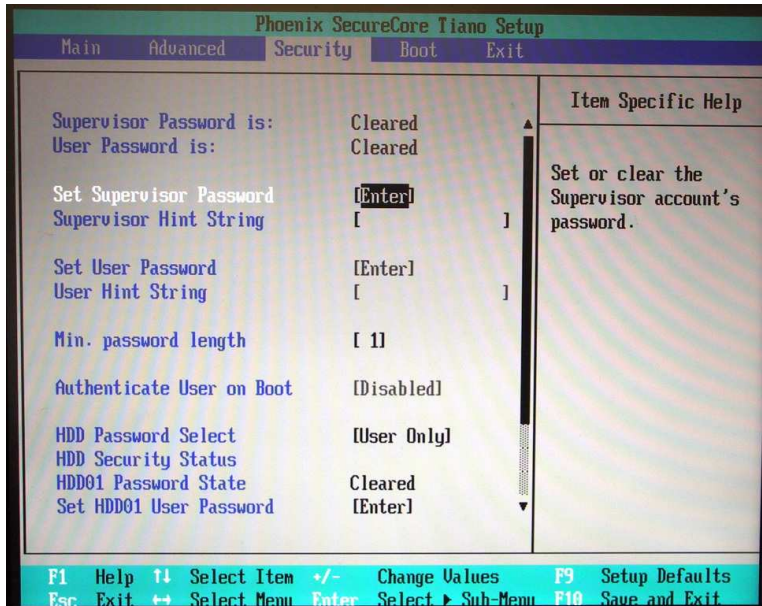 Phoenix SecureCore Tiano Setup
Main Advanced Security Boot Exit
Item Specific Help
Supervisor Password is: Cleared
User Password is: Cleared
Set or clear the
Supervisor account's
password.
Set Supervisor Password [Enter]
Supervisor Hint String [ ]
Set User Password [Enter]
User Hint String [ ]
Min. password length [ 1]
Authenticate User on Boot [Disabled]
HDD Password Select [User Only]
HDD Security Status
HDD01 Password State Cleared
Set HDD01 User Password [Enter]
F1 Help ↑↓ Select Item +/- Change Values F9 Setup Defaults
Esc Exit ↔ Select Menu Enter Select ▶ Sub-Menu F10 Save and Exit